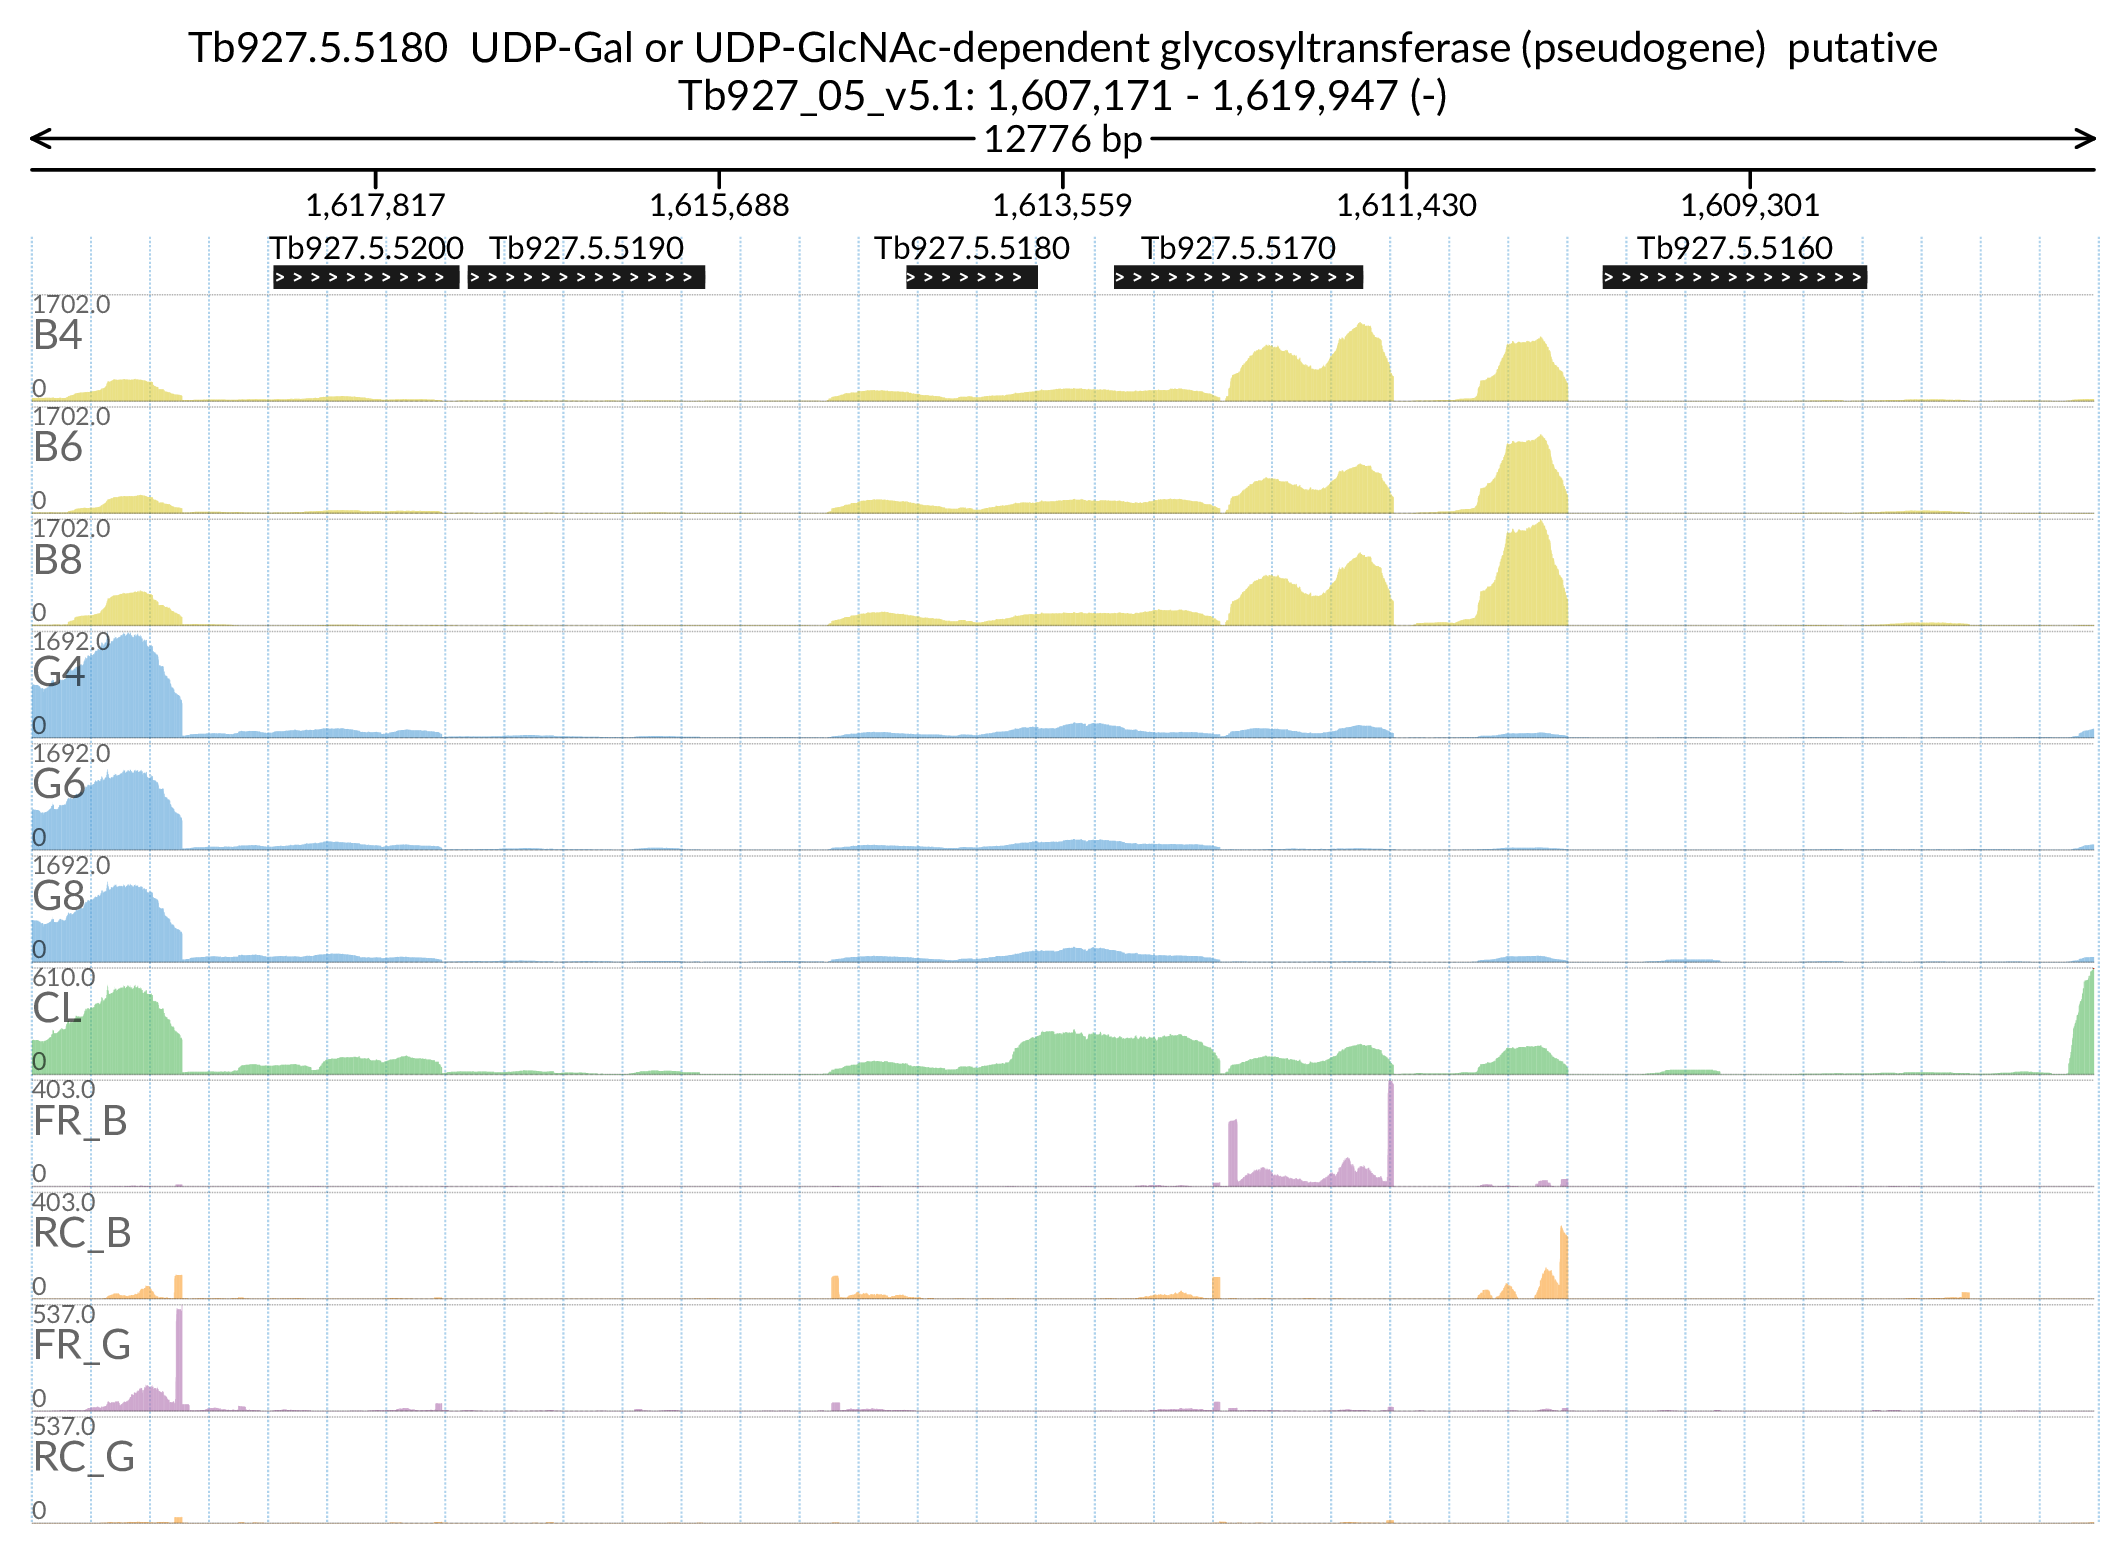 Tb927.5.5180 UDP-Gal or UDP-GlcNAc-dependent glycosyltransferase (pseudogene) putative
Tb927_05_v5.1: 1,607,171 - 1,619,947 (-)
12776 bp
1,617,817 1,615,688 1,613,559 1,611,430 1,609,301
Tb927.5.5200 Tb927.5.5190 Tb927.5.5180 Tb927.5.5170 Tb927.5.5160
1702.0
B4
0
1702.0
B6
0
1702.0
B8
0
1692.0
G4
0
1692.0
G6
0
1692.0
G8
0
610.0
CL
0
403.0
FR_B
0
403.0
RC_B
0
537.0
FR_G
0
537.0
RC_G
0